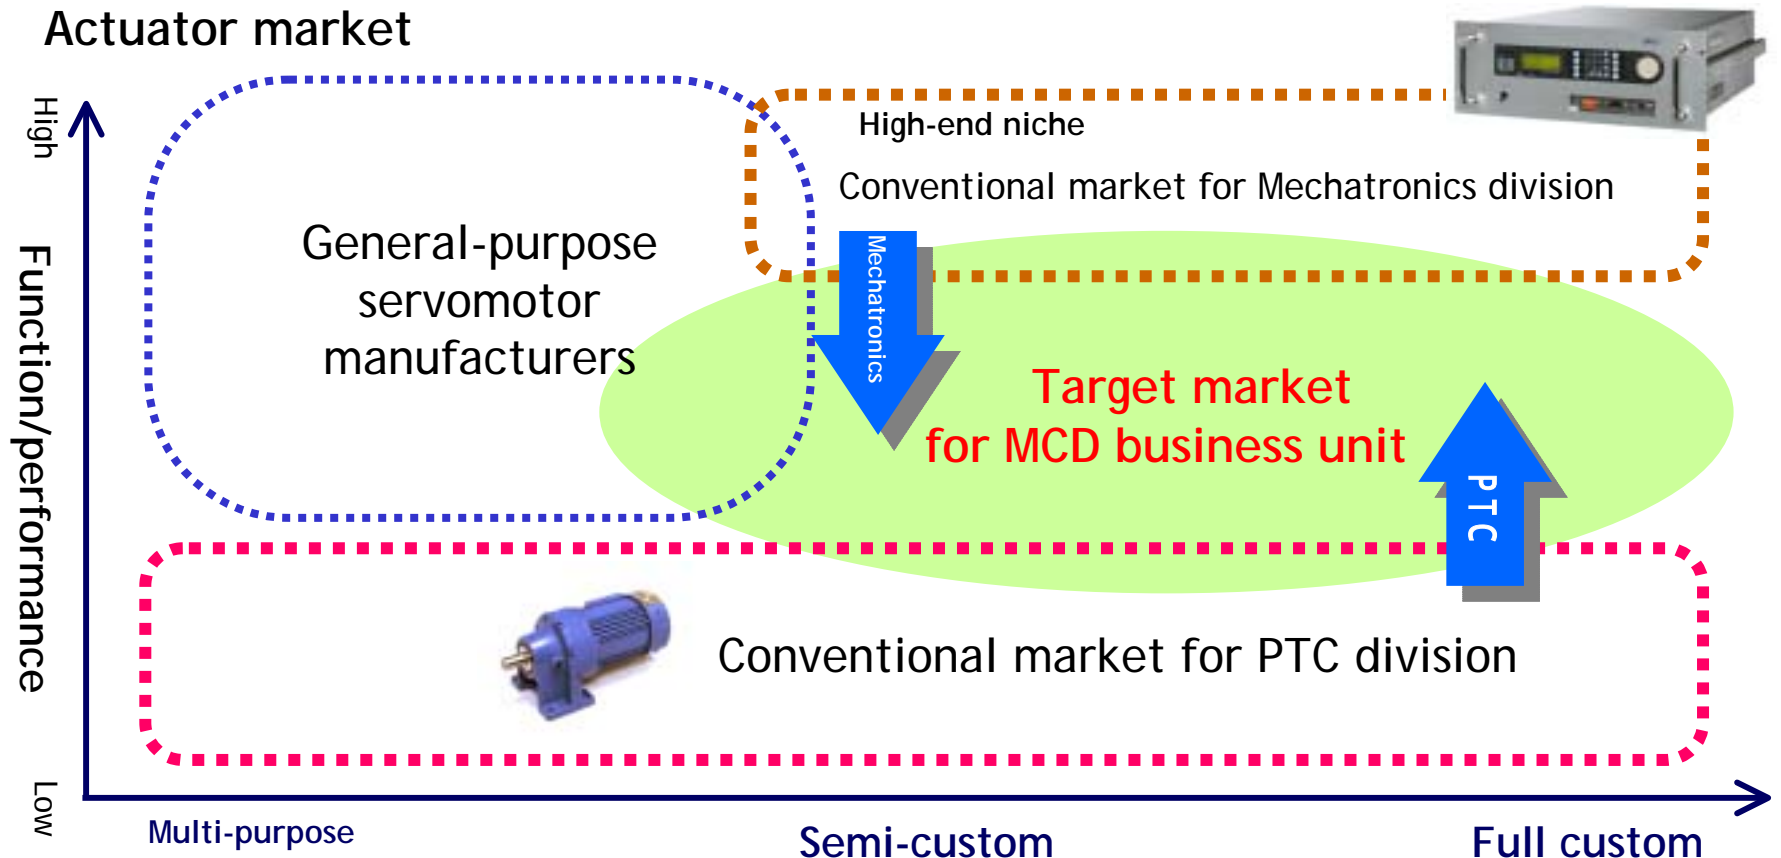 Actuator market
High
High-end niche
Conventional market for Mechatronics division
General-purpose
servomotor
manufacturers
Mechatronics
Function/performance
Target market
for MCD business unit
PTC
Conventional market for PTC division
Low
Multi-purpose
Semi-custom
Full custom